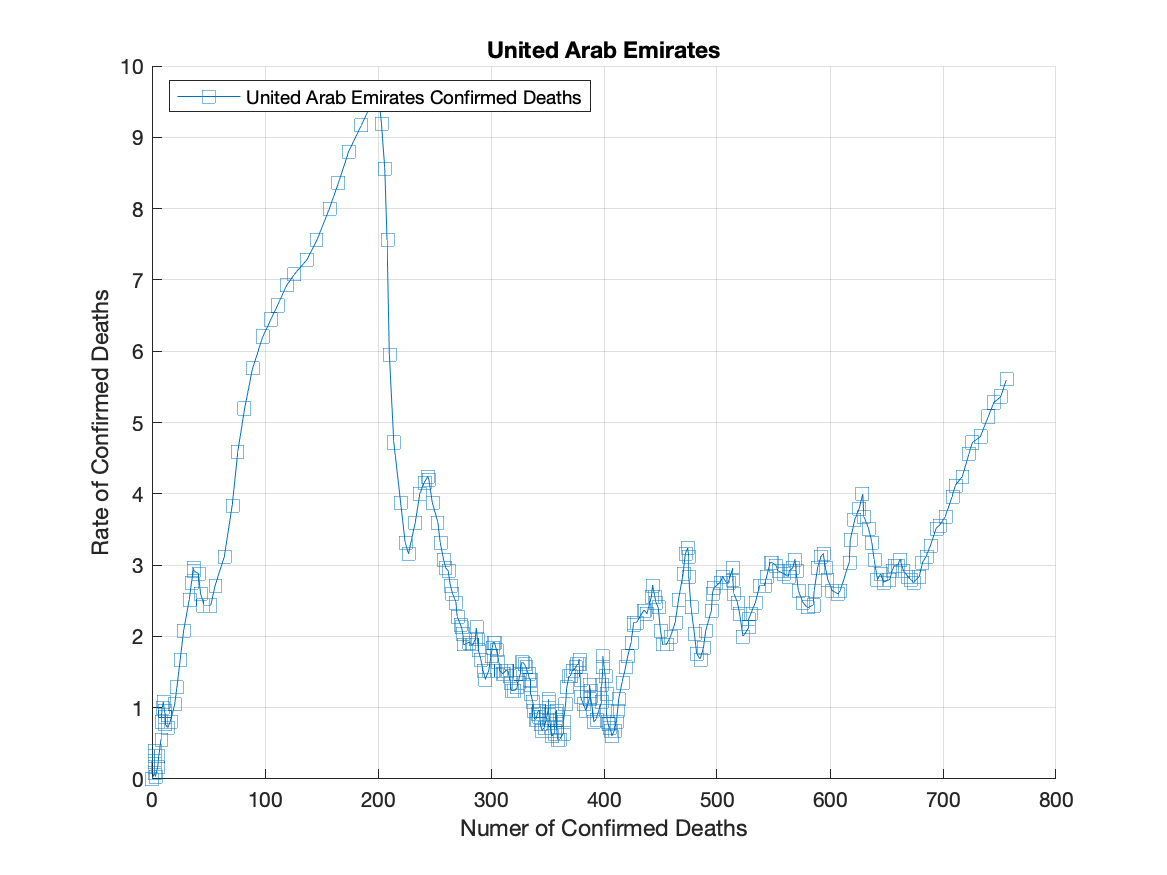 United Arab Emirates
United Arab Emirates Confirmed Deaths
10
9
8
7
6
5
4
3
2
1
0
Rate of Confirmed Deaths
0 100 200 300 400 500 600 700 800
Numer of Confirmed Deaths